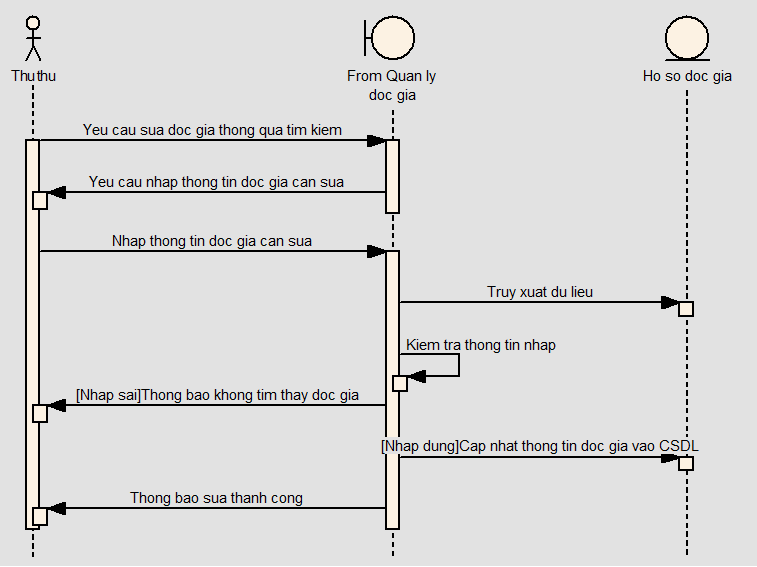 Thuthu
From Quan ly
doc gia
Ho so doc gia
Yeu cau sua doc gia thong qua tim kiem
Yeu cau nhap thong tin doc gia can sua
Nhap thong tin doc gia can sua
Truy xuat du lieu
Kiem tra thong tin nhap
[Nhap sai]Thong bao khong tim thay doc gia
[Nhap dung]Cap nhat thong tin doc gia vao CSDL
Thong bao sua thanh cong